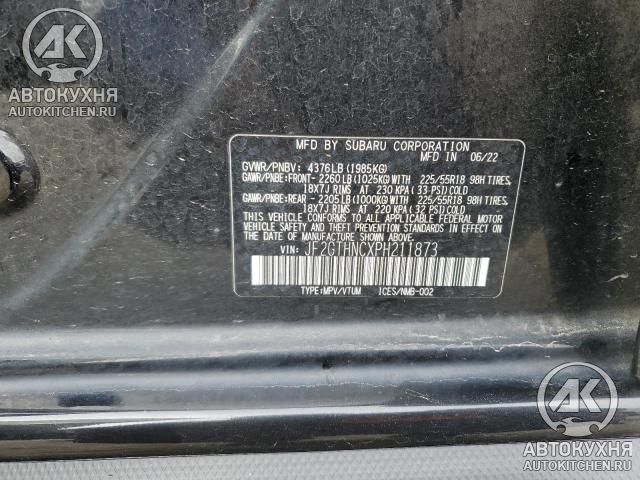 AK
АВТОКУХНЯ
AUTOKITCHEN.RU
MFD BY SUBARU CORPORATION
GVWR/PNBV: 4376LB(1985KG) MFD IN 06/22
GAWR/PNBE:FRONT- 2260LB(1025KG)WITH 225/55R18 98H TIRES,
18X7J RIMS AT 230 KPA(33 PSI)COLD
GAWR/PNBE:REAR - 2205LB(1000KG)WITH 225/55R18 98H TIRES,
18X7J RIMS AT 220 KPA(32 PSI)COLD
THIS VEHICLE CONFORMS TO ALL APPLICABLE FEDERAL MOTOR
VEHICLE SAFETY STANDARDS IN EFFECT ON THE
DATE OF MANUFACTURE SHOWN ABOVE.
VIN: JF2GTHNCXPH211873
TYPE:MPV/VTUM ICES/NMB-002
AK
АВТОКУХНЯ
AUTOKITCHEN.RU